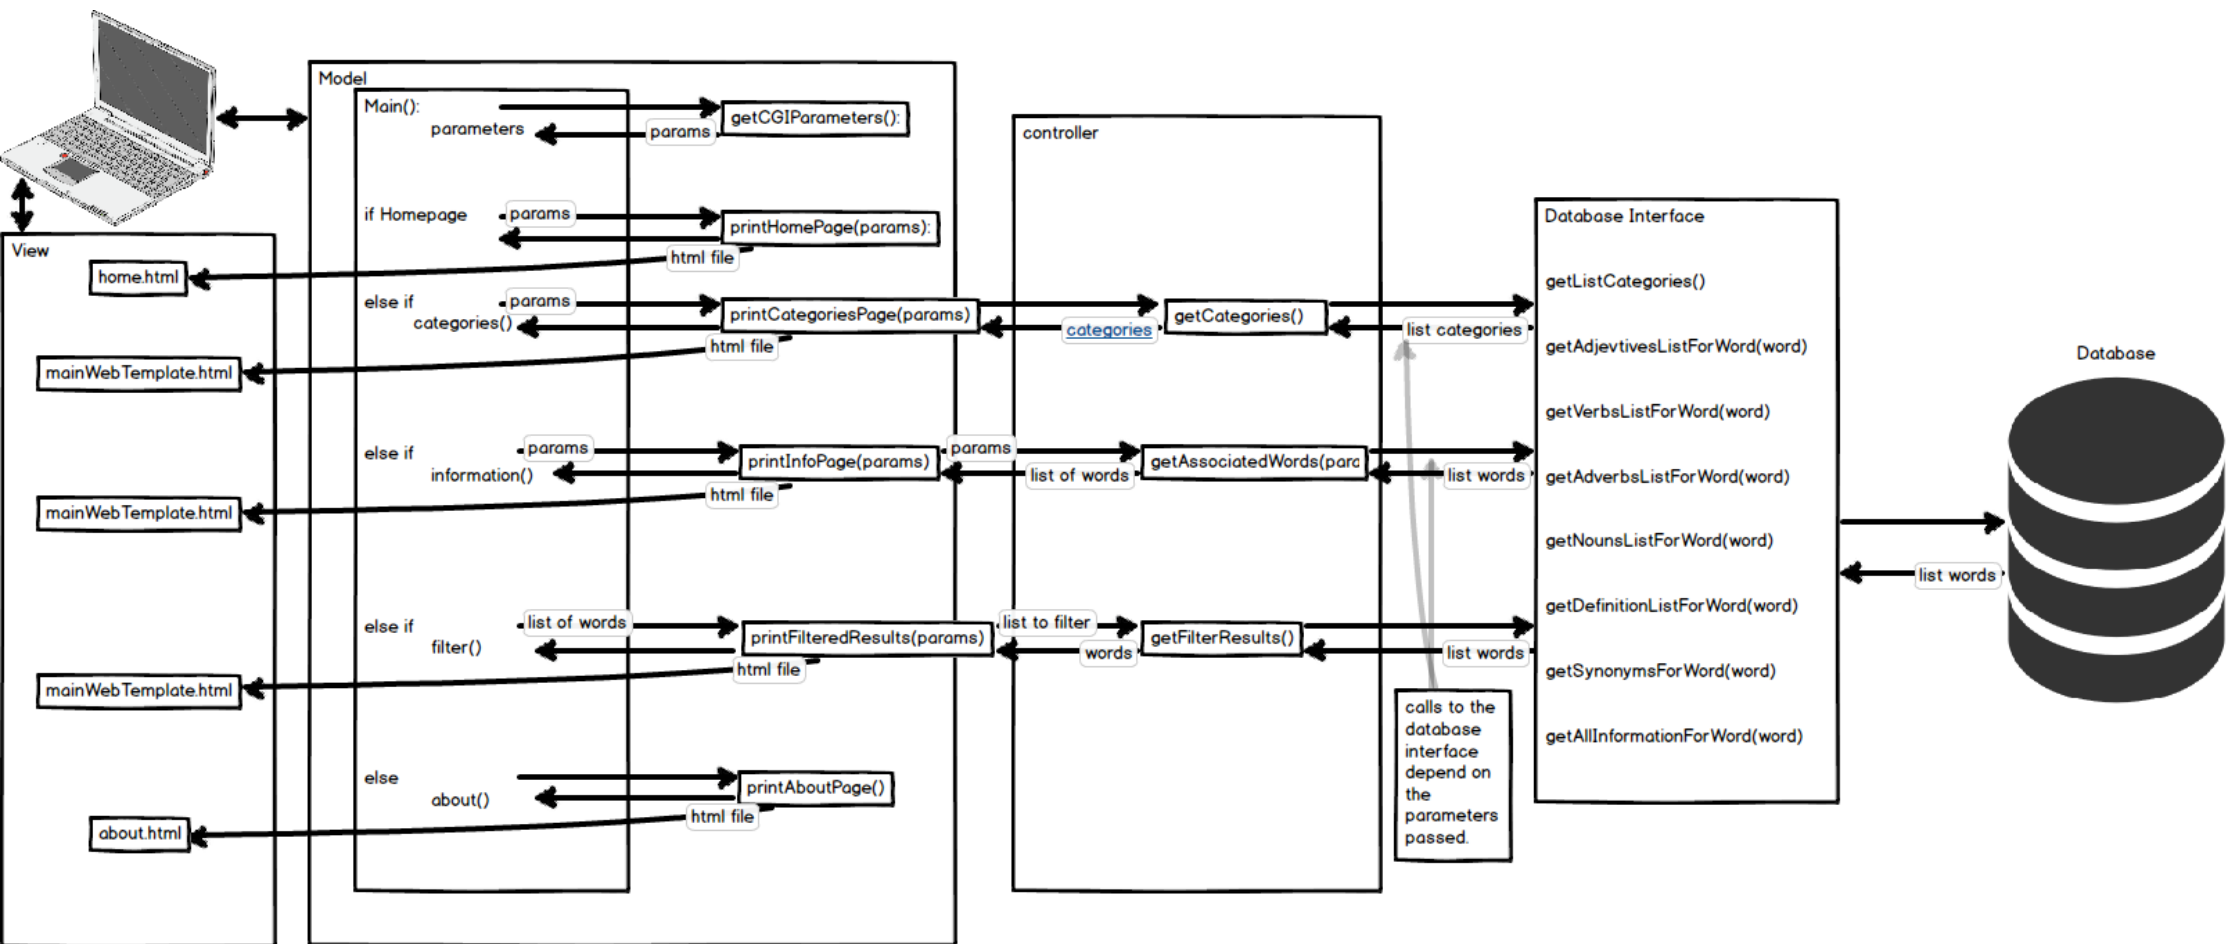 Model
Main():
getCGIParameters():
parameters
params
controller
if Homepage
params
printHomePage(params):
html file
View
home.html
else if
params
categories()
printCategoriesPage(params)
html file
categories
getCategories()
list categories
mainWebTemplate.html
else if
params
information()
printInfoPage(params)
html file
params
list of words
getAssociatedWords(para
list words
mainWebTemplate.html
else if
list of words
filter()
printFilteredResults(params)
html file
list to filter
words
getFilterResults()
list words
mainWebTemplate.html
else
about()
printAboutPage()
html file
about.html
calls to the
database
interface
depend on
the
parameters
passed.
Database Interface
getListCategories()
getAdjevtivesListForWord(word)
getVerbsListForWord(word)
getAdverbsListForWord(word)
getNounsListForWord(word)
getDefinitionListForWord(word)
getSynonymsForWord(word)
getAllInformationForWord(word)
list words
Database